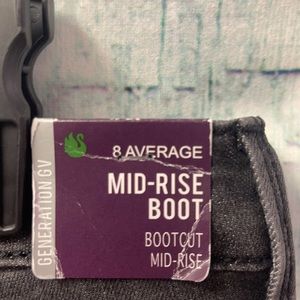 GENERATION GV
8 AVERAGE
MID-RISE
BOOT
BOOTCUT
MID-RISE